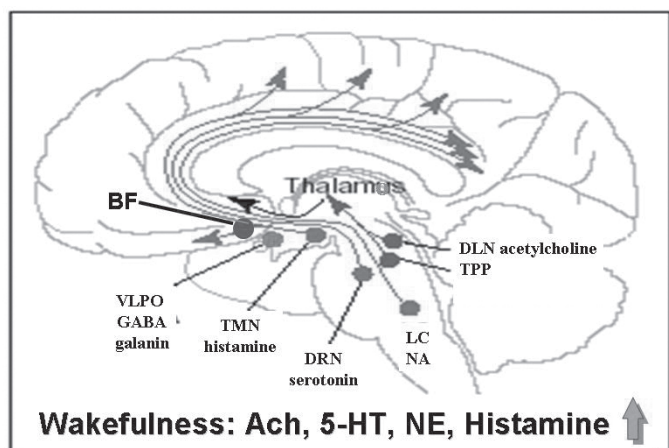 Thalamus
BF
DLN acetylcholine
TPP
VLPO
GABA
galanin
TMN
histamine
DRN
serotonin
LC
NA
Wakefulness: Ach, 5-HT, NE, Histamine